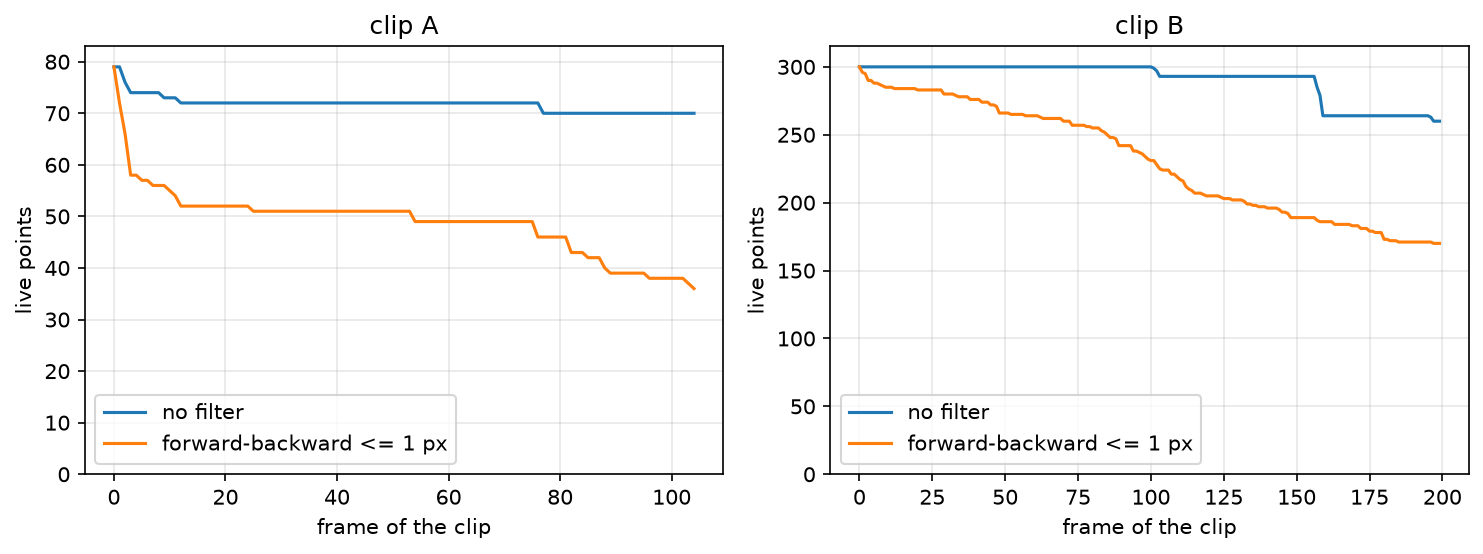 clip A
80
70
60
50
40
30
20
10
0
live points
no filter
forward-backward <= 1 px
0 20 40 60 80 100
frame of the clip
clip B
300
250
200
150
100
50
0
live points
no filter
forward-backward <= 1 px
0 25 50 75 100 125 150 175 200
frame of the clip